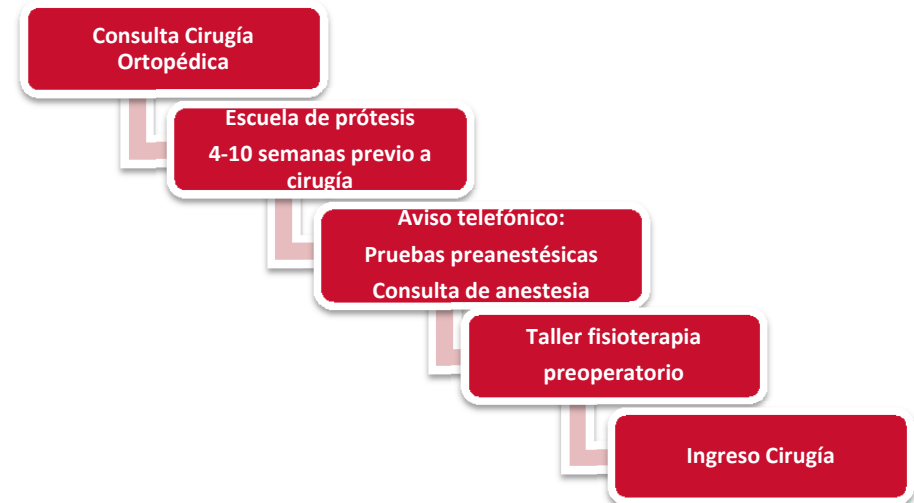 Consulta Cirugía
Ortopédica
Escuela de prótesis
4-10 semanas previo a
cirugía
Aviso telefónico:
Pruebas preanestésicas
Consulta de anestesia
Taller fisioterapia
preoperatorio
Ingreso Cirugía